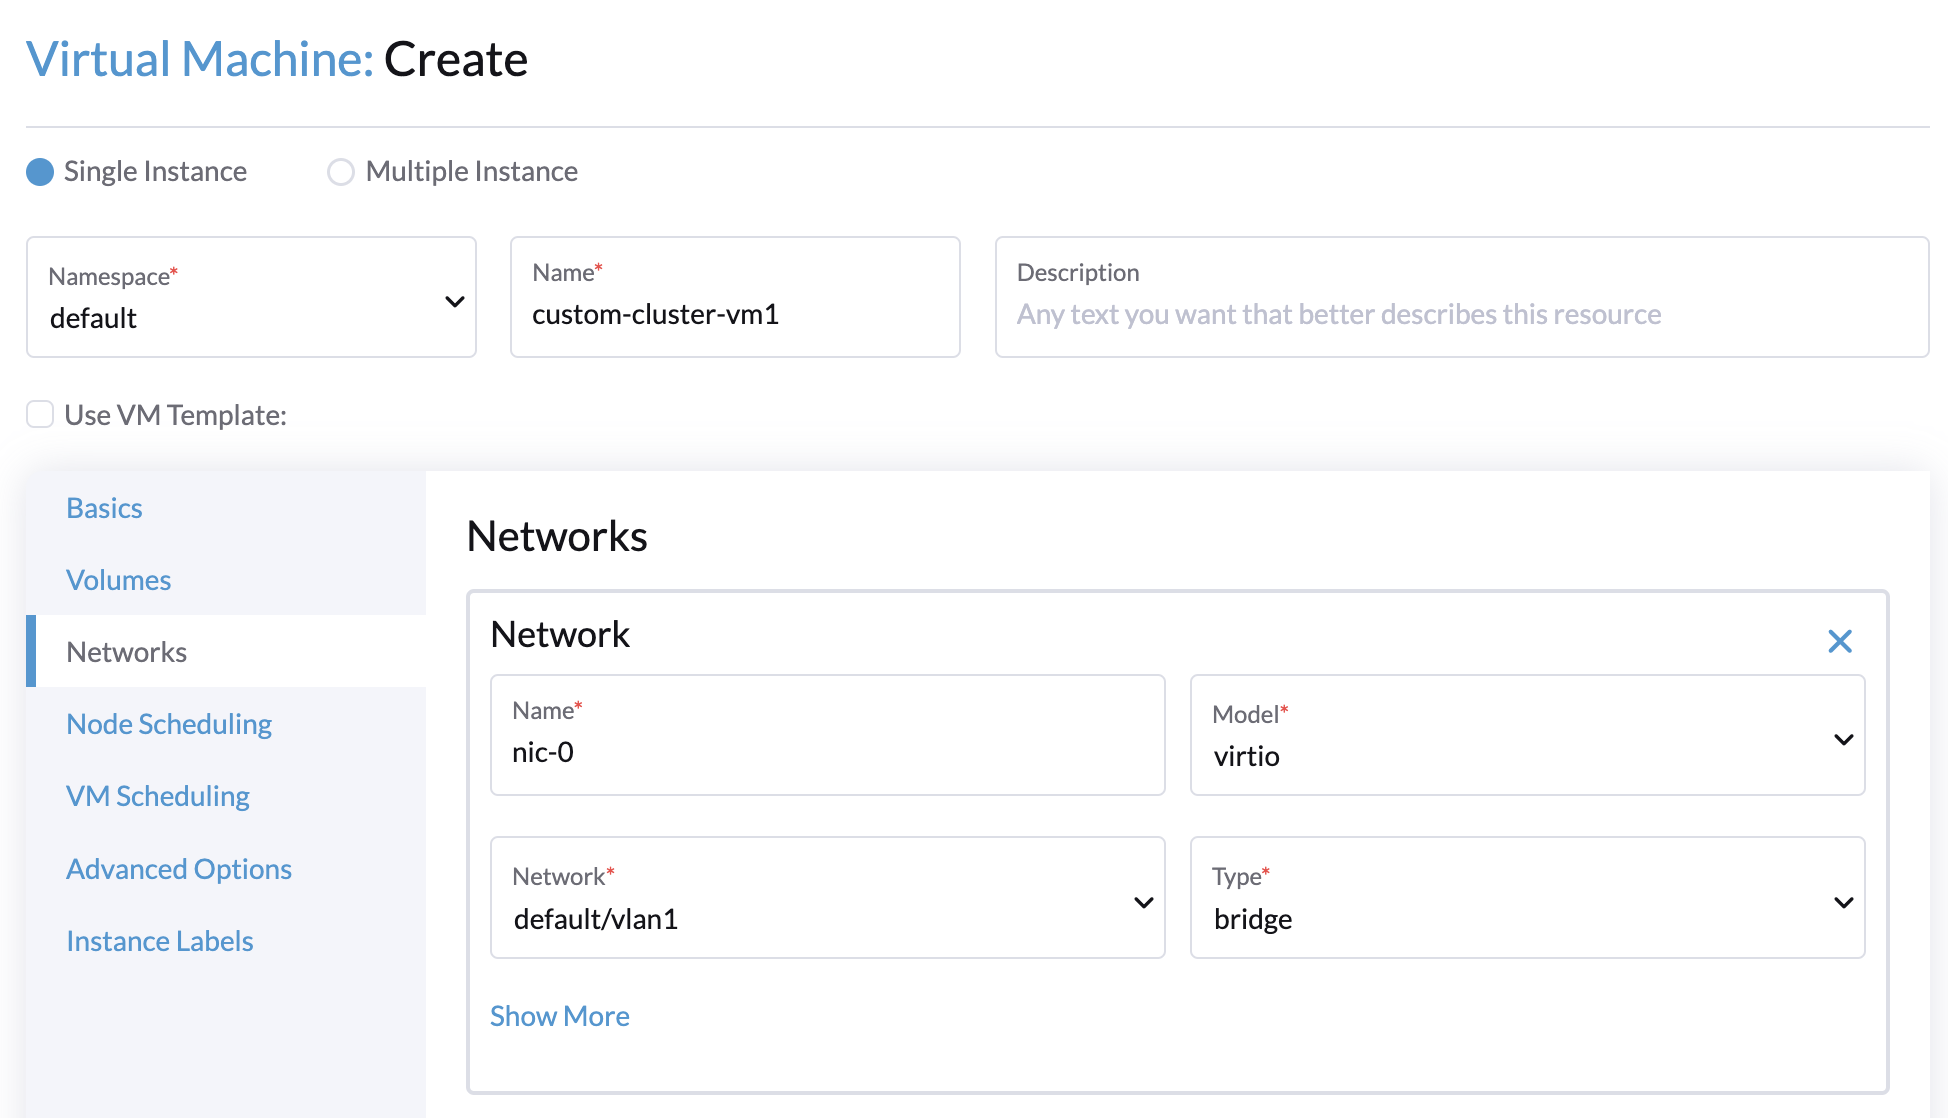 Virtual Machine: Create
Single Instance Multiple Instance
Namespace*
default
Name*
custom-cluster-vm1
Description
Any text you want that better describes this resource
Use VM Template:
Basics
Volumes
Networks
Node Scheduling
VM Scheduling
Advanced Options
Instance Labels
Networks
Network
Name*
nic-0
Model*
virtio
Network*
default/vlan1
Type*
bridge
Show More